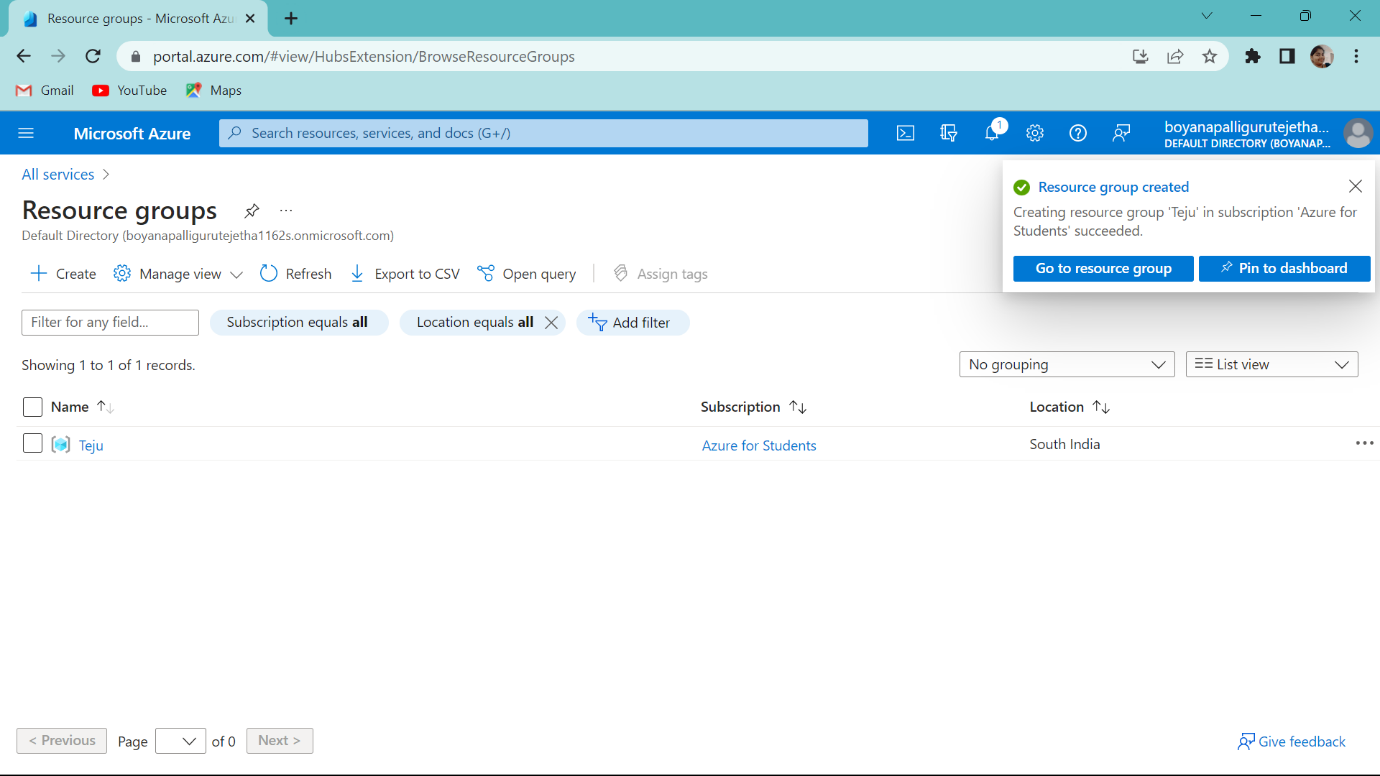 Resource groups - Microsoft Azu
portal.azure.com/#view/HubsExtension/BrowseResourceGroups
Gmail YouTube Maps
Microsoft Azure Search resources, services, and docs (G+/) 1 boyanapalligurutejetha...
DEFAULT DIRECTORY (BOYANAP...
All services
Resource group created
Creating resource group 'Teju' in subscription 'Azure for
Students' succeeded.
Go to resource group Pin to dashboard
Resource groups ...
Default Directory (boyanapalligurutejetha1162s.onmicrosoft.com)
Create Manage view Refresh Export to CSV Open query Assign tags
Filter for any field... Subscription equals all Location equals all Add filter
Showing 1 to 1 of 1 records. No grouping List view
Name Subscription Location
Teju Azure for Students South India
< Previous Page of 0 Next > Give feedback